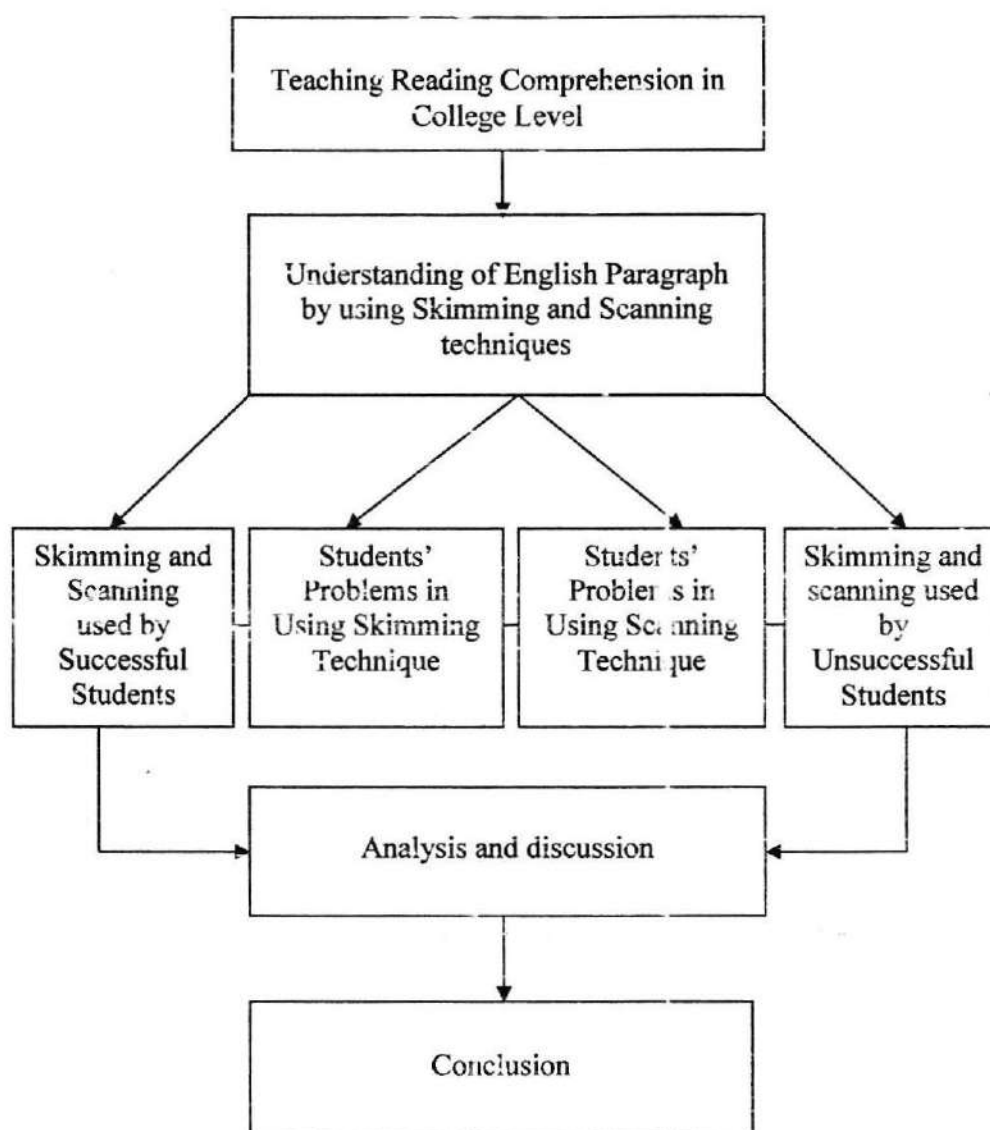 Teaching Reading Comprehension in
College Level
Understanding of English Paragraph
by using Skimming and Scanning
techniques
Skimming and
Scanning
used by
Successful
Students
Students'
Problems in
Using Skimming
Technique
Students'
Problems in
Using Scanning
Technique
Skimming and
scanning used
by
Unsuccessful
Students
Analysis and discussion
Conclusion